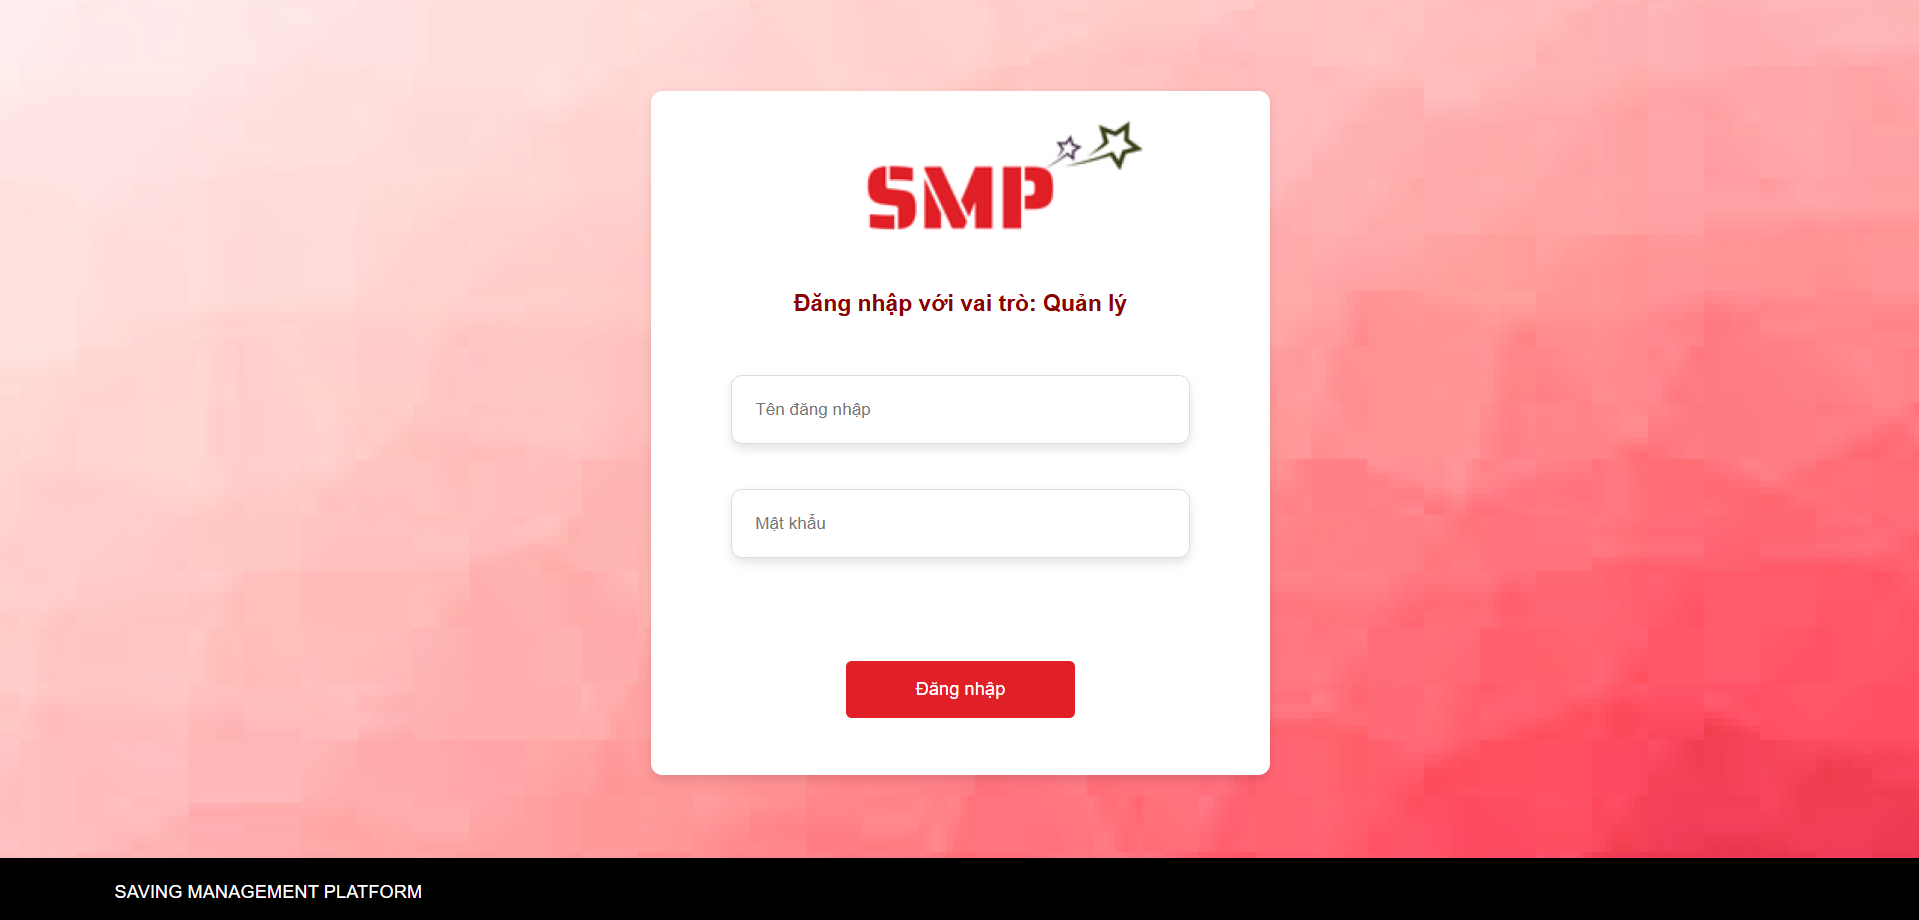 SMP
Đăng nhập với vai trò: Quản lý
Tên đăng nhập
Mật khẩu
Đăng nhập
SAVING MANAGEMENT PLATFORM